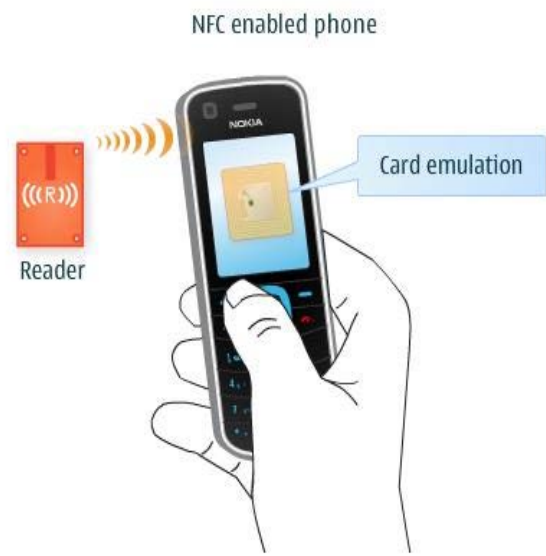 NFC enabled phone
NOKIA
Card emulation
(((R)))
Reader